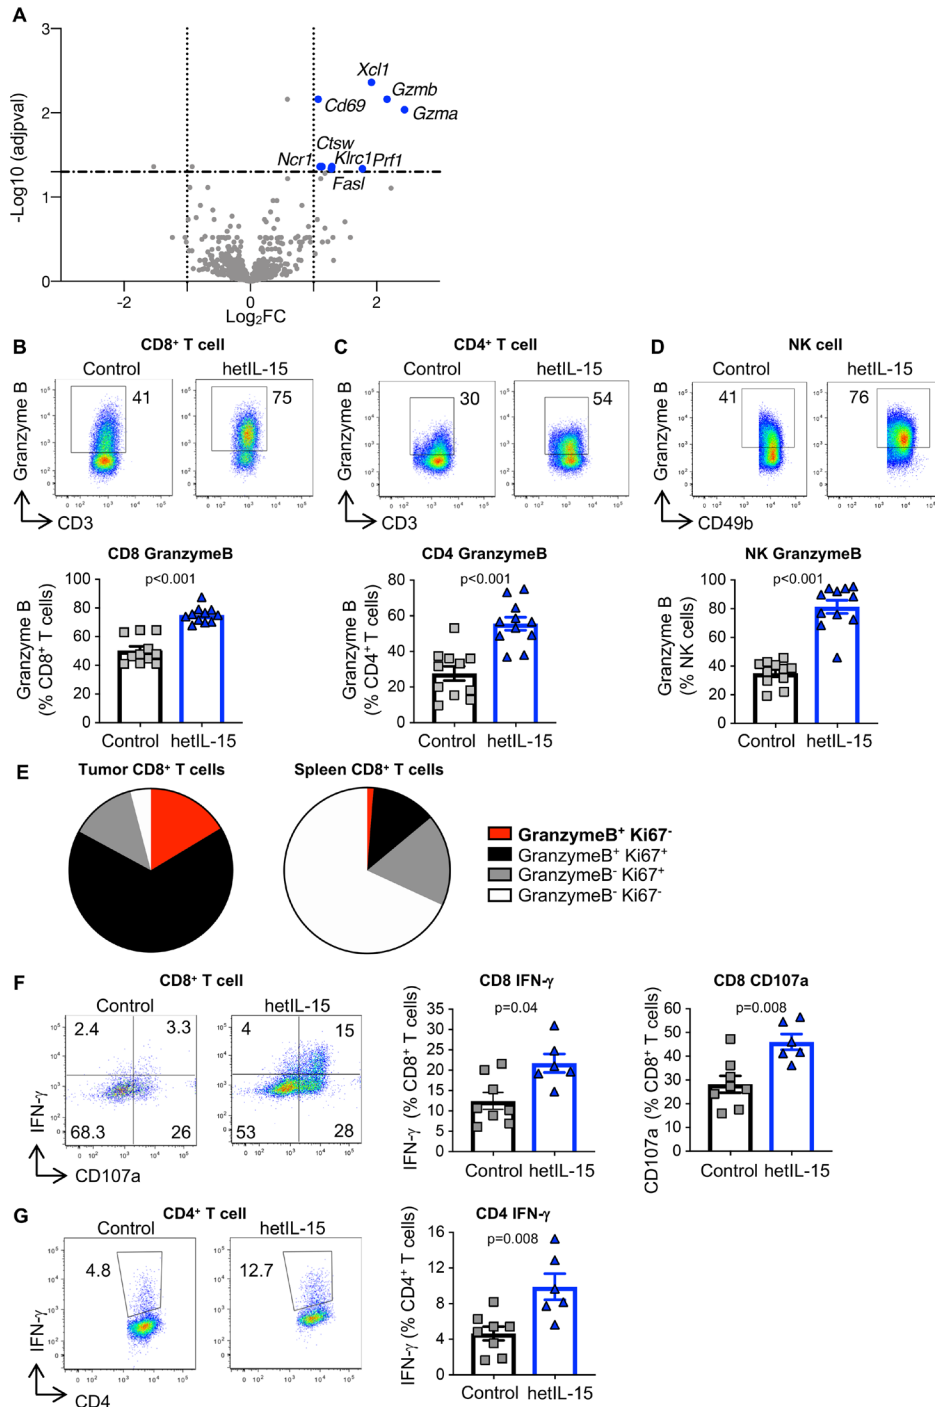 A
3
2
1
0
-Log10 (adjpval)
Xcl1
Gzmb
Cd69
Gzma
Ctsw
Ncr1 Klrc1 Prf1
Fasl
-2 0 2
Log2FC
B CD8+ T cell C CD4+ T cell D NK cell
Control hetIL-15 Control hetIL-15 Control hetIL-15
41 75 30 54 41 76
Granzyme B Granzyme B Granzyme B
CD3 CD3 CD49b
CD8 GranzymeB CD4 GranzymeB NK GranzymeB
p<0.001 p<0.001 p<0.001
100 80 100
80 60 80
60 40 60
40 20 40
20 0 20
0 0
Granzyme B (% CD8+ T cells)
Granzyme B (% CD4+ T cells)
Granzyme B (% NK cells)
Control hetIL-15 Control hetIL-15 Control hetIL-15
E Tumor CD8+ T cells Spleen CD8+ T cells
GranzymeB+ Ki67-
GranzymeB+ Ki67+
GranzymeB- Ki67+
GranzymeB- Ki67-
F CD8+ T cell CD8 IFN-γ CD8 CD107a
Control hetIL-15 p=0.04 p=0.008
2.4 3.3 4 15
68.3 26 53 28
IFN-γ
CD107a
35
30
25
20
15
10
5
0
IFN-γ (% CD8+ T cells)
Control hetIL-15
60
50
40
30
20
10
0
CD107a (% CD8+ T cells)
Control hetIL-15
G CD4+ T cell CD4 IFN-γ
Control hetIL-15 p=0.008
4.8 12.7
IFN-γ
CD4
16
12
8
4
0
IFN-γ (% CD4+ T cells)
Control hetIL-15